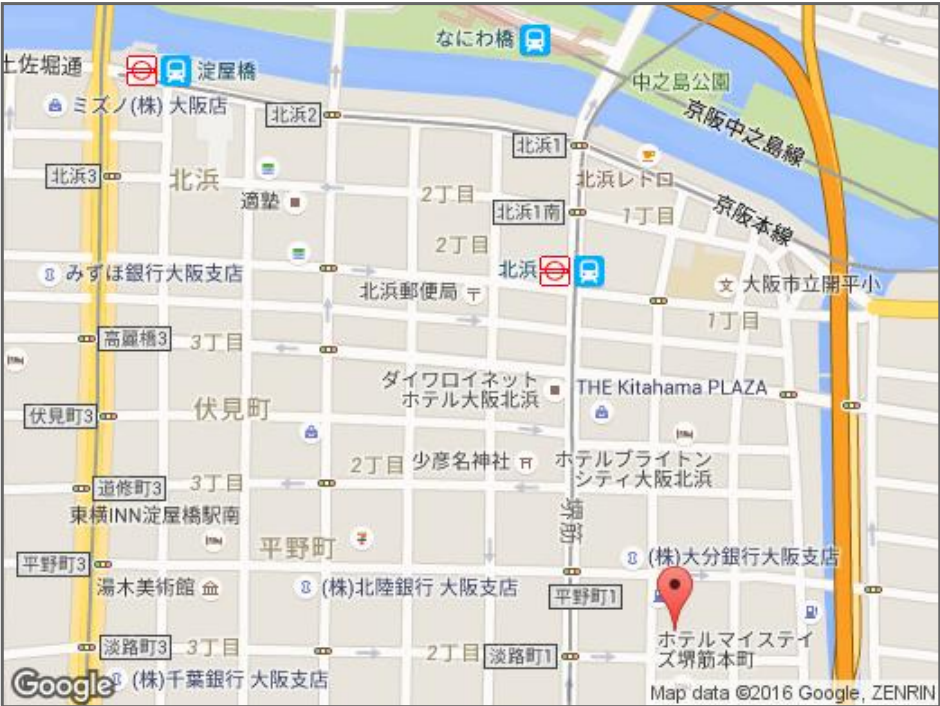 なにわ橋
土佐堀通
淀屋橋
中之島公園
ミズノ(株) 大阪店
北浜2
京阪中之島線
北浜1
北浜3
北浜
北浜レトロ
2丁目
適塾
北浜1南
1丁目
京阪本線
2丁目
みずほ銀行大阪支店
北浜
北浜郵便局
〒
文
大阪市立開平小
1丁目
高麗橋3
3丁目
ダイワロイネット
ホテル大阪北浜
THE Kitahama PLAZA
伏見町3
伏見町
2丁目
少彦名神社
ホテルブライトン
シティ大阪北浜
道修町3
3丁目
堺筋
東横INN淀屋橋駅南
平野町
平野町3
(株)大分銀行大阪支店
湯木美術館
(株)北陸銀行 大阪支店
平野町1
淡路町3
3丁目
2丁目
淡路町1
ホテルマイステイ
ズ堺筋本町
Google
(株)千葉銀行 大阪支店
Map data ©2016 Google, ZENRIN